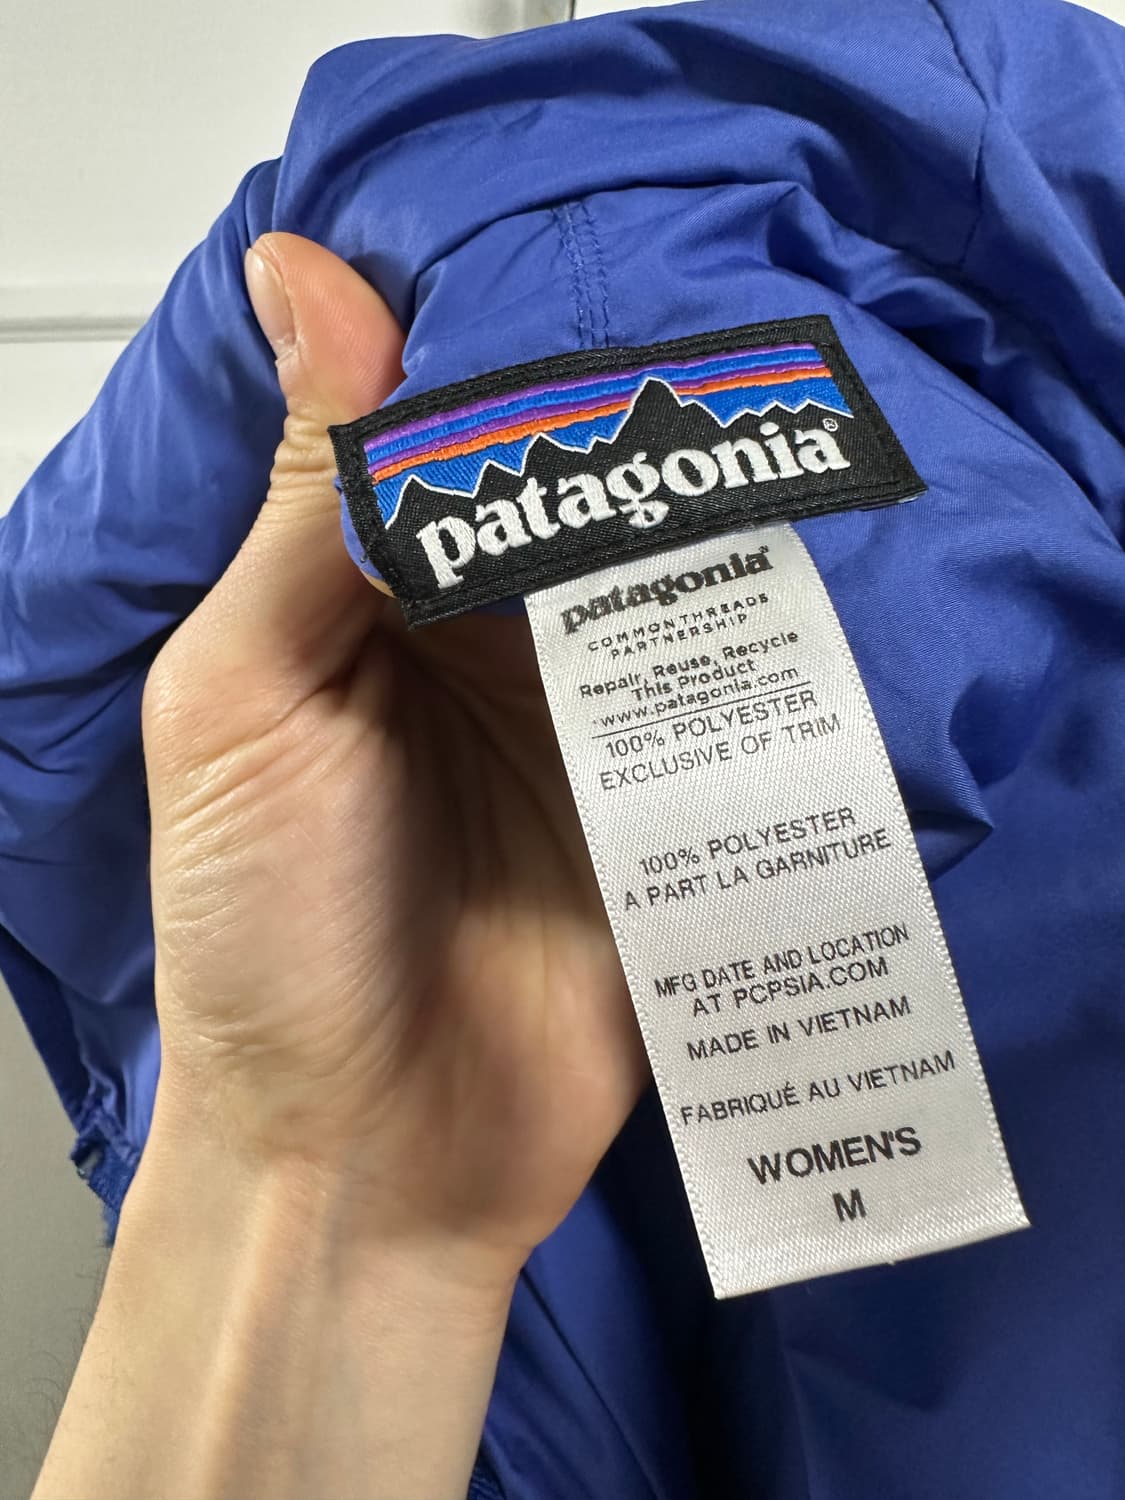 patagonia®
patagonia®
COMMON THREADS
PARTNERSHIP
Repair, Reuse, Recycle
This Product
www.patagonia.com
100% POLYESTER
EXCLUSIVE OF TRIM
100% POLYESTER
A PART LA GARNITURE
MFG DATE AND LOCATION
AT PCPSIA.COM
MADE IN VIETNAM
FABRIQUÉ AU VIETNAM
WOMEN'S
M